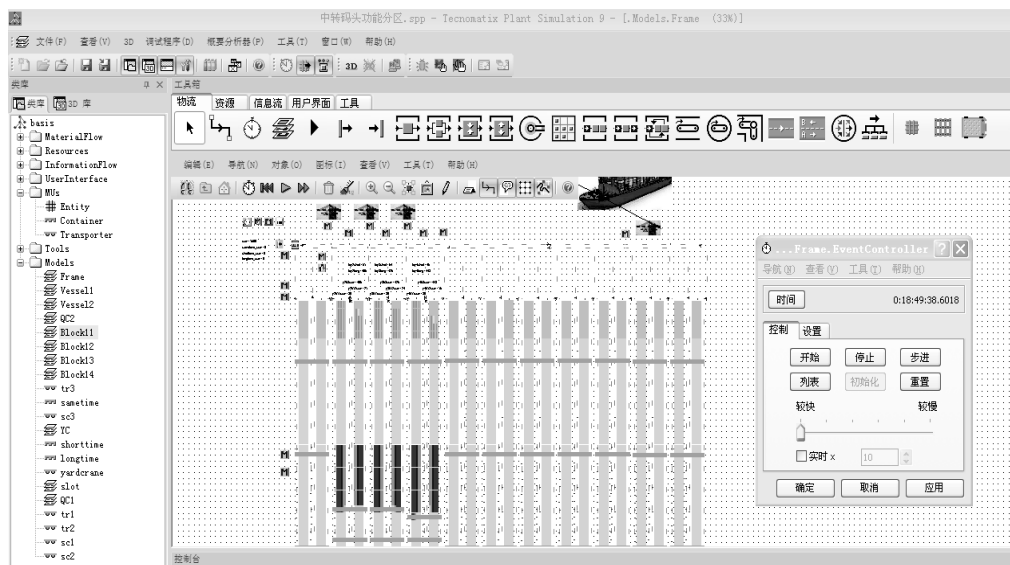 中转码头功能分区.spp - Tecnomatix Plant Simulation 9 - [.Models.Frame (33%)]
文件(F) 查看(V) 3D 调试程序(D) 概要分析器(P) 工具(T) 窗口(W) 帮助(H)
3D
类库
工具箱
类库 3D 库
物流 资源 信息流 用户界面 工具
basis
MaterialFlow
Resources
InformationFlow
UserInterface
MUs
Entity
Container
Transporter
Tools
Models
Frame
Vessel1
Vessel2
QC2
Block11
Block12
Block13
Block14
tr3
sametime
sc3
YC
shorttime
longtime
yardcrane
slot
QC1
tr1
tr2
sc1
sc2
编辑(E) 导航(N) 对象(O) 图标(I) 查看(V) 工具(T) 帮助(H)
...Frame.EventController
导航(N) 查看(V) 工具(T) 帮助(H)
时间 0:18:49:38.6018
控制 设置
开始 停止 步进
列表 初始化 重置
较快 较慢
实时 x 10
确定 取消 应用
控制台